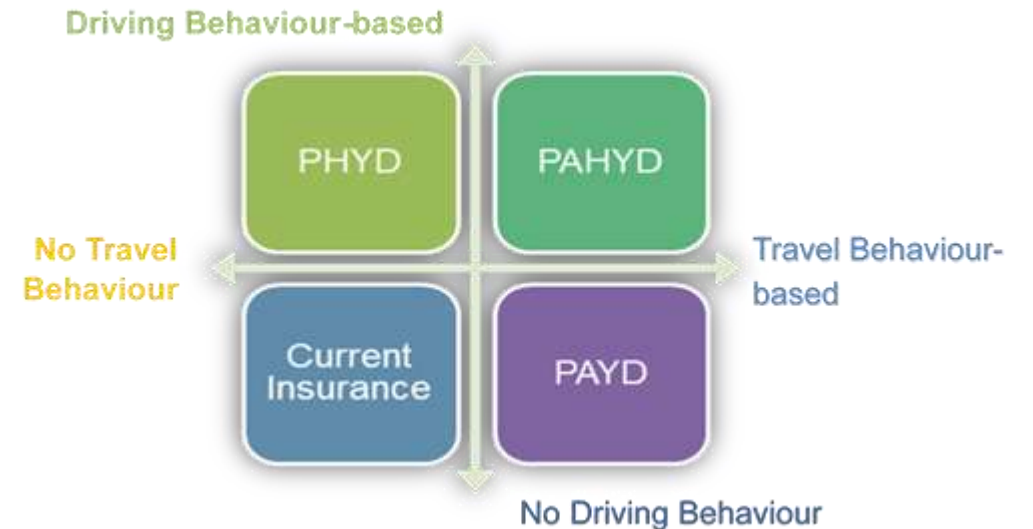 Driving Behaviour-based
PHYD
PAHYD
No Travel
Behaviour
Travel Behaviour-
based
Current
Insurance
PAYD
No Driving Behaviour